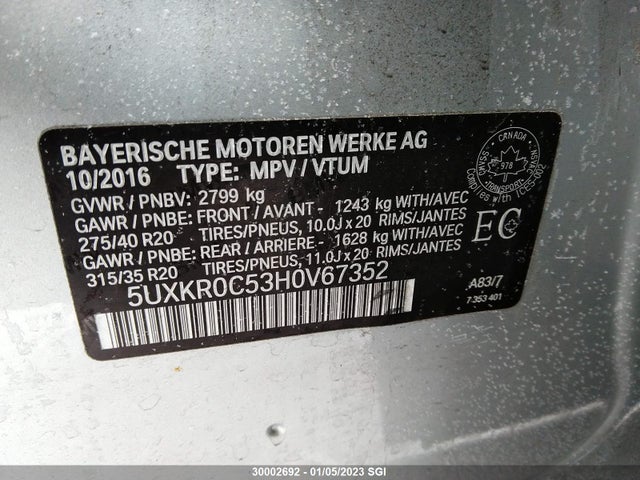 BAYERISCHE MOTOREN WERKE AG
10/2016 TYPE: MPV / VTUM
GVWR / PNBV: 2799 kg
GAWR / PNBE: FRONT / AVANT - 1243 kg WITH/AVEC
275/40 R20 TIRES/PNEUS, 10.0J x 20 RIMS/JANTES
GAWR / PNBE: REAR / ARRIERE - 1628 kg WITH/AVEC
315/35 R20 TIRES/PNEUS, 11.0J x 20 RIMS/JANTES
5UXKR0C53H0V67352
CANADA
978
TRANSPORT
EC
A83/7
7 353 401
30002692 - 01/05/2023 SGI